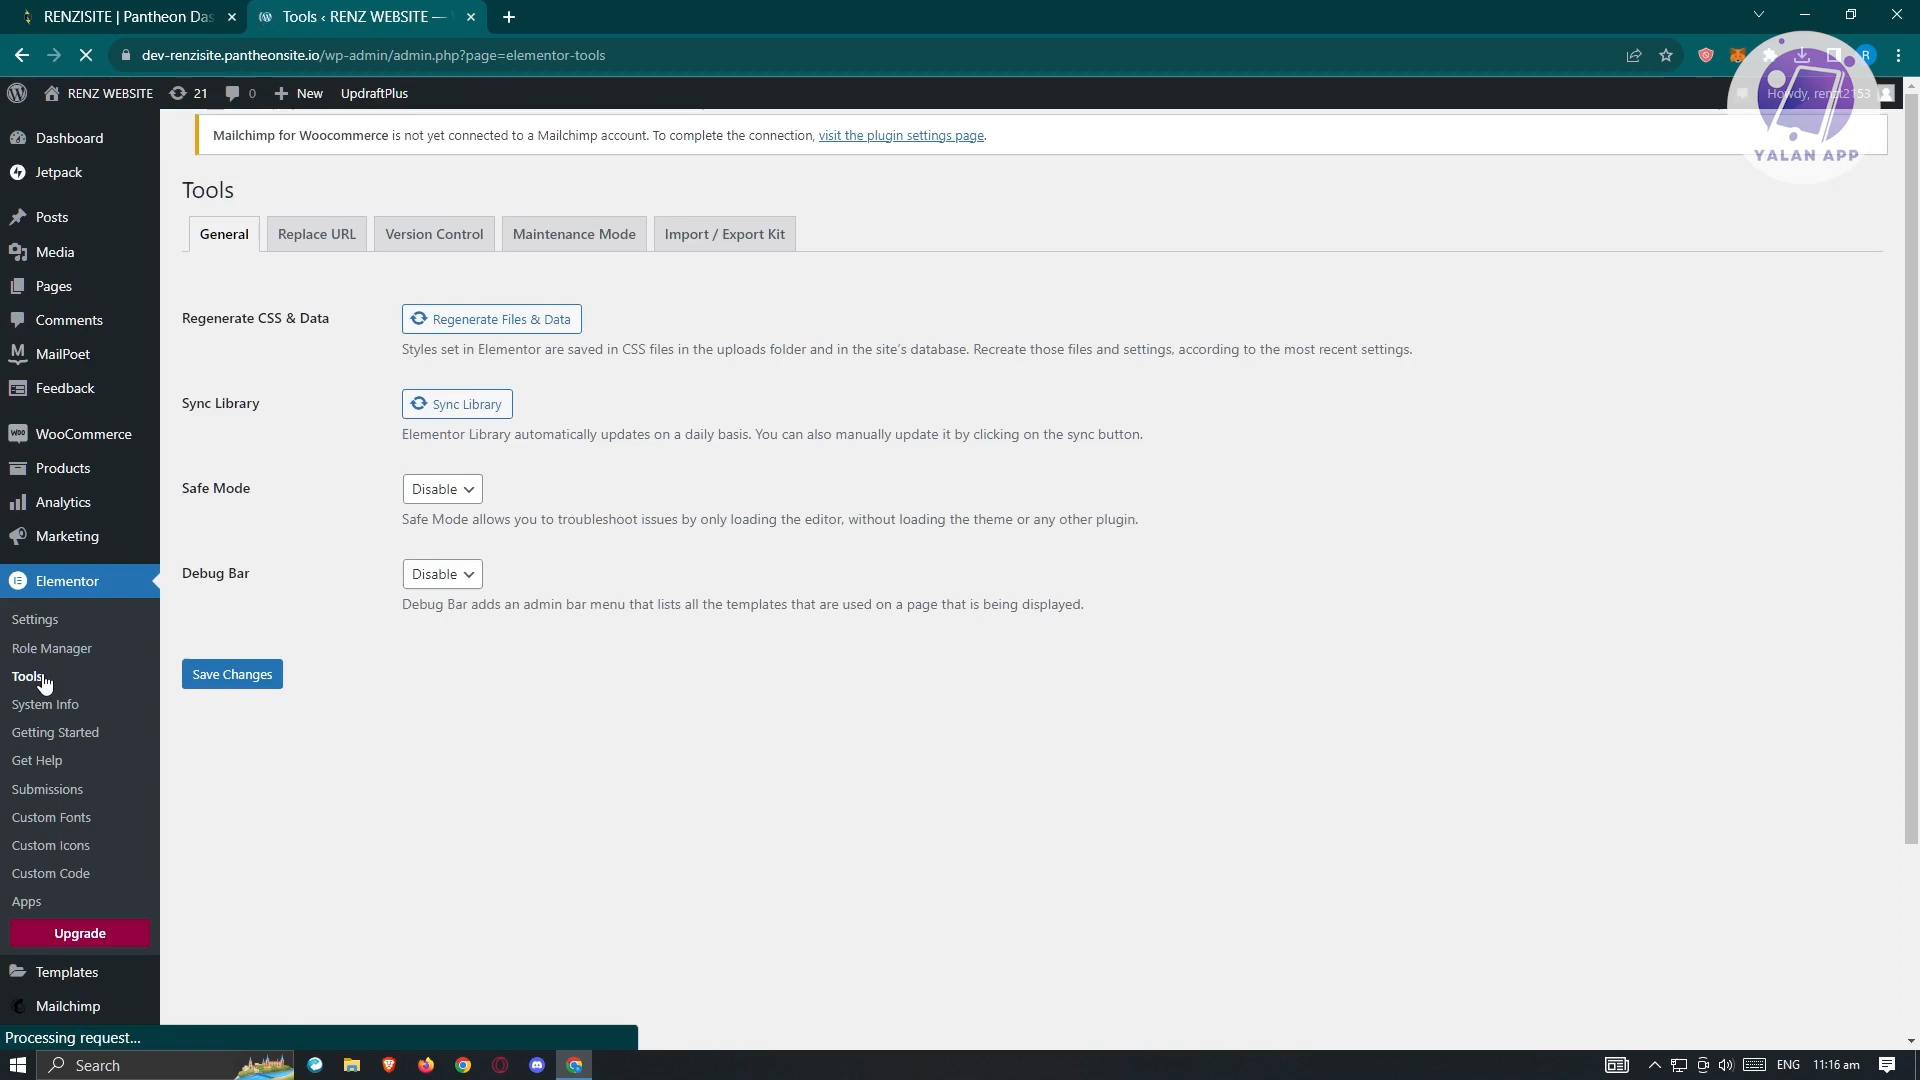 RENZISITE | Pantheon Das
Tools ‹ RENZ WEBSITE —
dev-renzisite.pantheonsite.io/wp-admin/admin.php?page=elementor-tools
R
RENZ WEBSITE
21
0
New
UpdraftPlus
Howdy, renzt2153
YALAN APP
Mailchimp for Woocommerce is not yet connected to a Mailchimp account. To complete the connection, visit the plugin settings page.
Dashboard
Jetpack
Posts
Media
Pages
Comments
MailPoet
Feedback
WooCommerce
Products
Analytics
Marketing
Elementor
Settings
Role Manager
Tools
System Info
Getting Started
Get Help
Submissions
Custom Fonts
Custom Icons
Custom Code
Apps
Upgrade
Templates
Mailchimp
Tools
General
Replace URL
Version Control
Maintenance Mode
Import / Export Kit
Regenerate CSS & Data
Regenerate Files & Data
Styles set in Elementor are saved in CSS files in the uploads folder and in the site's database. Recreate those files and settings, according to the most recent settings.
Sync Library
Sync Library
Elementor Library automatically updates on a daily basis. You can also manually update it by clicking on the sync button.
Safe Mode
Disable
Safe Mode allows you to troubleshoot issues by only loading the editor, without loading the theme or any other plugin.
Debug Bar
Disable
Debug Bar adds an admin bar menu that lists all the templates that are used on a page that is being displayed.
Save Changes
Processing request...
Search
ENG
11:16 am